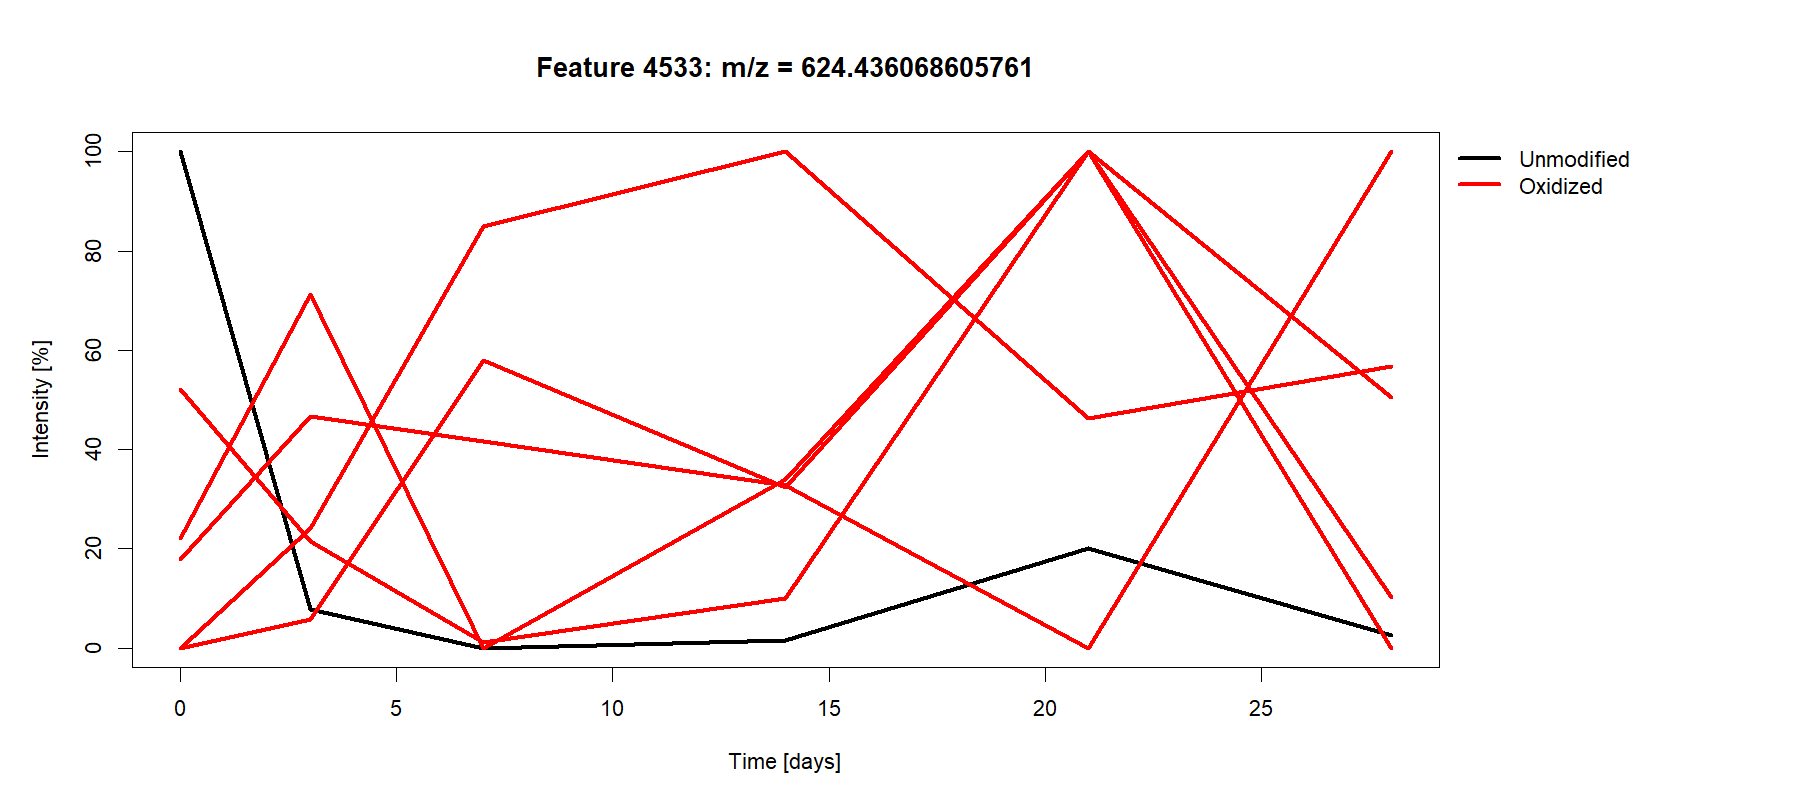 Feature 4533: m/z = 624.436068605761
Unmodified
Oxidized
Intensity [%]
100
80
60
40
20
0
0 5 10 15 20 25
Time [days]